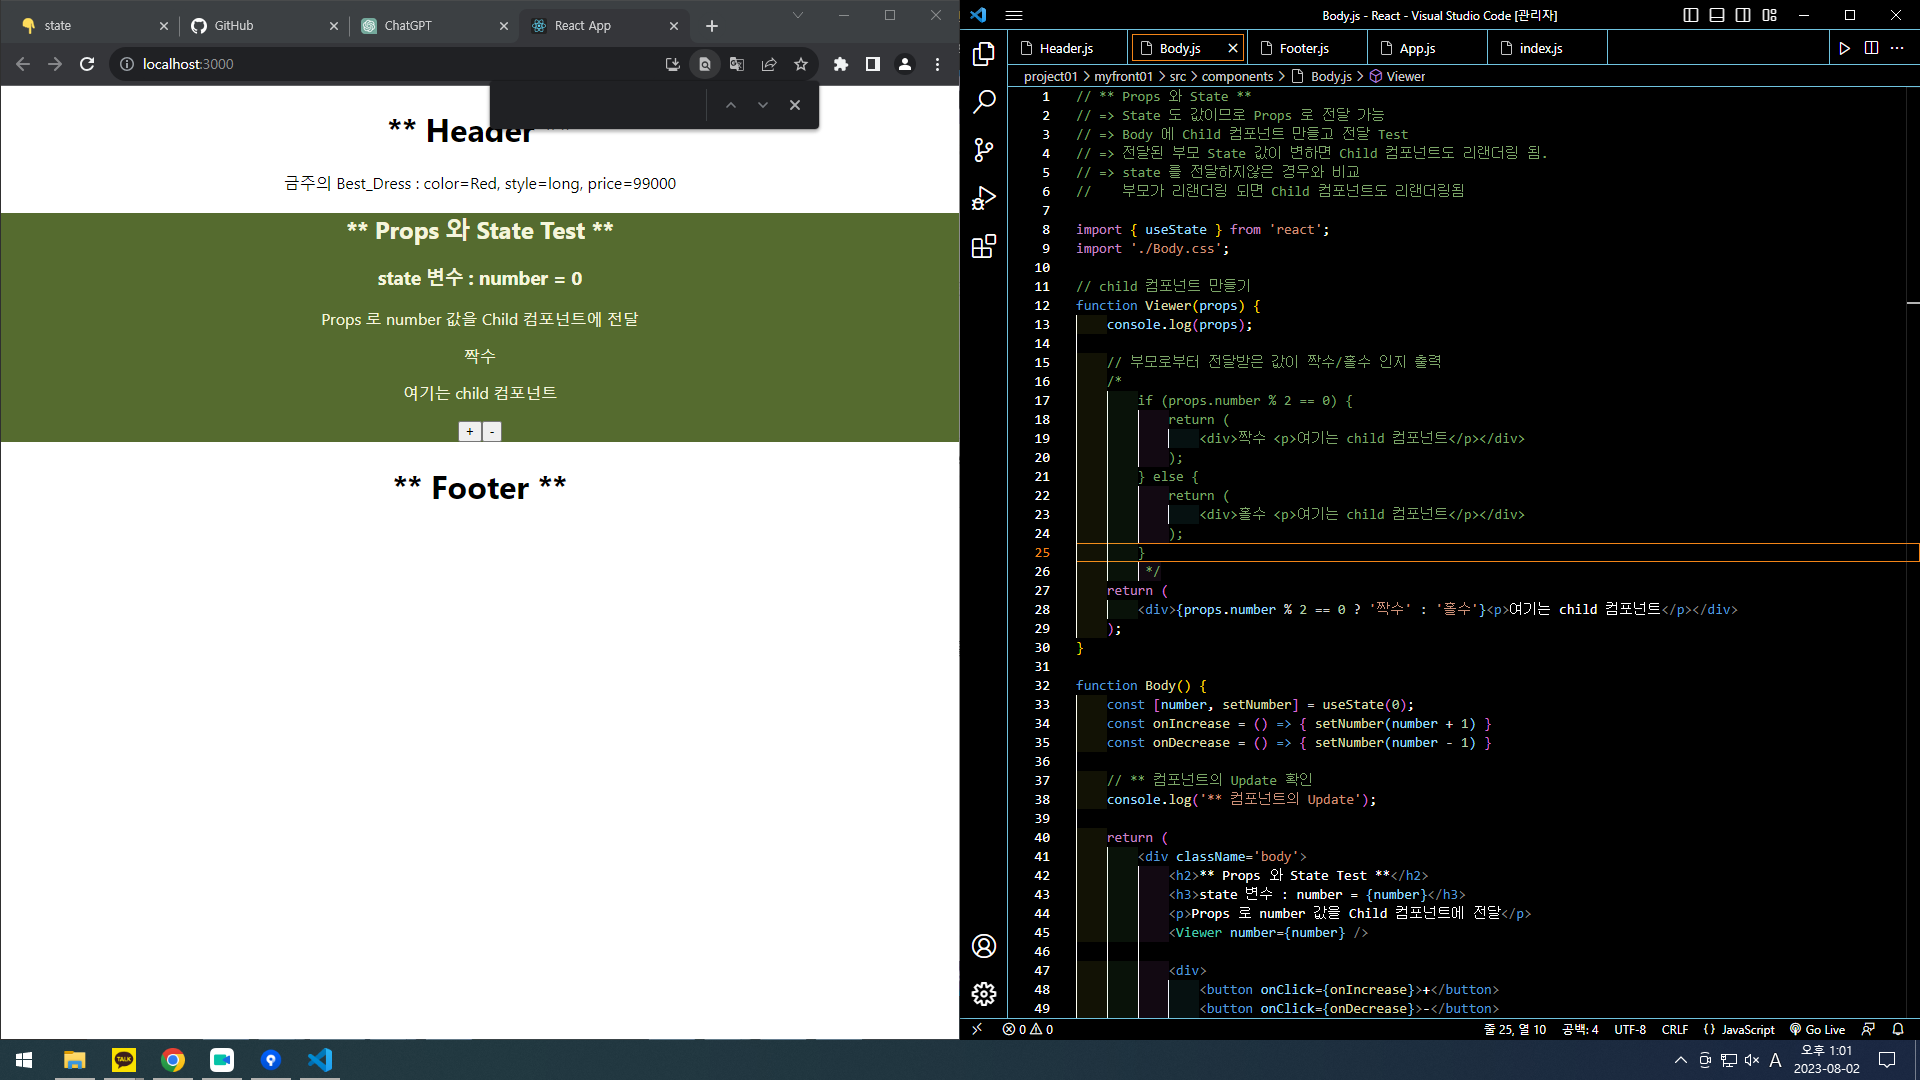 state
GitHub
ChatGPT
React App
localhost:3000
** Header
금주의 Best_Dress : color=Red, style=long, price=99000
** Props 와 State Test **
state 변수 : number = 0
Props 로 number 값을 Child 컴포넌트에 전달
짝수
여기는 child 컴포넌트
+ -
** Footer **
Body.js - React - Visual Studio Code [관리자]
Header.js
Body.js
Footer.js
App.js
index.js
project01 > myfront01 > src > components > Body.js > Viewer
1 // ** Props 와 State **
2 // => State 도 값이므로 Props 로 전달 가능
3 // => Body 에 Child 컴포넌트 만들고 전달 Test
4 // => 전달된 부모 State 값이 변하면 Child 컴포넌트도 리랜더링 됨.
5 // => state 를 전달하지않은 경우와 비교
6 //    부모가 리랜더링 되면 Child 컴포넌트도 리랜더링됨
7
8 import { useState } from 'react';
9 import './Body.css';
10
11 // child 컴포넌트 만들기
12 function Viewer(props) {
13     console.log(props);
14
15     // 부모로부터 전달받은 값이 짝수/홀수 인지 출력
16     /*
17         if (props.number % 2 == 0) {
18             return (
19                 <div>짝수 <p>여기는 child 컴포넌트</p></div>
20             );
21         } else {
22             return (
23                 <div>홀수 <p>여기는 child 컴포넌트</p></div>
24             );
25         }
26          */
27     return (
28         <div>{props.number % 2 == 0 ? '짝수' : '홀수'}<p>여기는 child 컴포넌트</p></div>
29     );
30 }
31
32 function Body() {
33     const [number, setNumber] = useState(0);
34     const onIncrease = () => { setNumber(number + 1) }
35     const onDecrease = () => { setNumber(number - 1) }
36
37     // ** 컴포넌트의 Update 확인
38     console.log('** 컴포넌트의 Update');
39
40     return (
41         <div className='body'>
42             <h2>** Props 와 State Test **</h2>
43             <h3>state 변수 : number = {number}</h3>
44             <p>Props 로 number 값을 Child 컴포넌트에 전달</p>
45             <Viewer number={number} />
46
47             <div>
48                 <button onClick={onIncrease}>+</button>
49                 <button onClick={onDecrease}>-</button>
0 0
줄 25, 열 10
공백: 4
UTF-8
CRLF
{ } JavaScript
Go Live
TALK
A
오후 1:01
2023-08-02